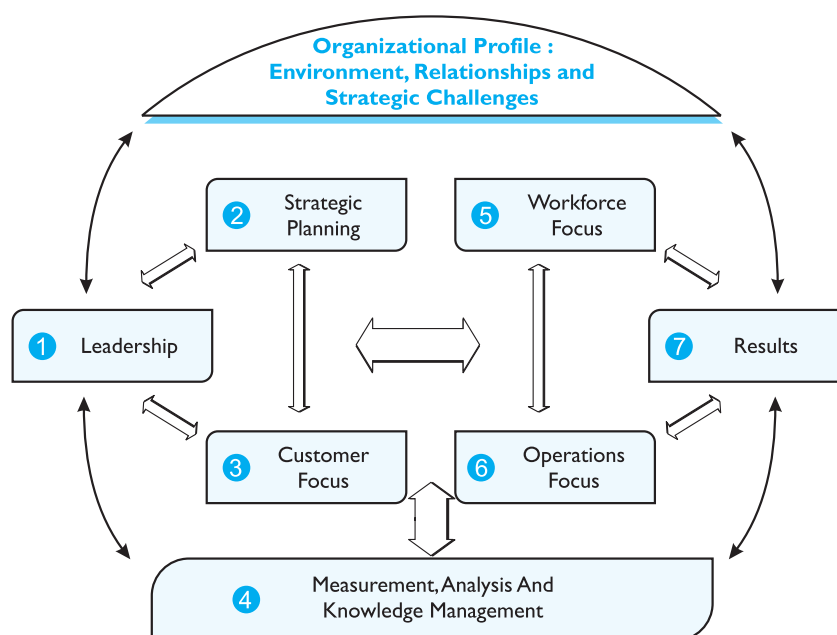 Organizational Profile :
Environment, Relationships and
Strategic Challenges
2
Strategic
Planning
5
Workforce
Focus
1
Leadership
7
Results
3
Customer
Focus
6
Operations
Focus
4
Measurement, Analysis And
Knowledge Management